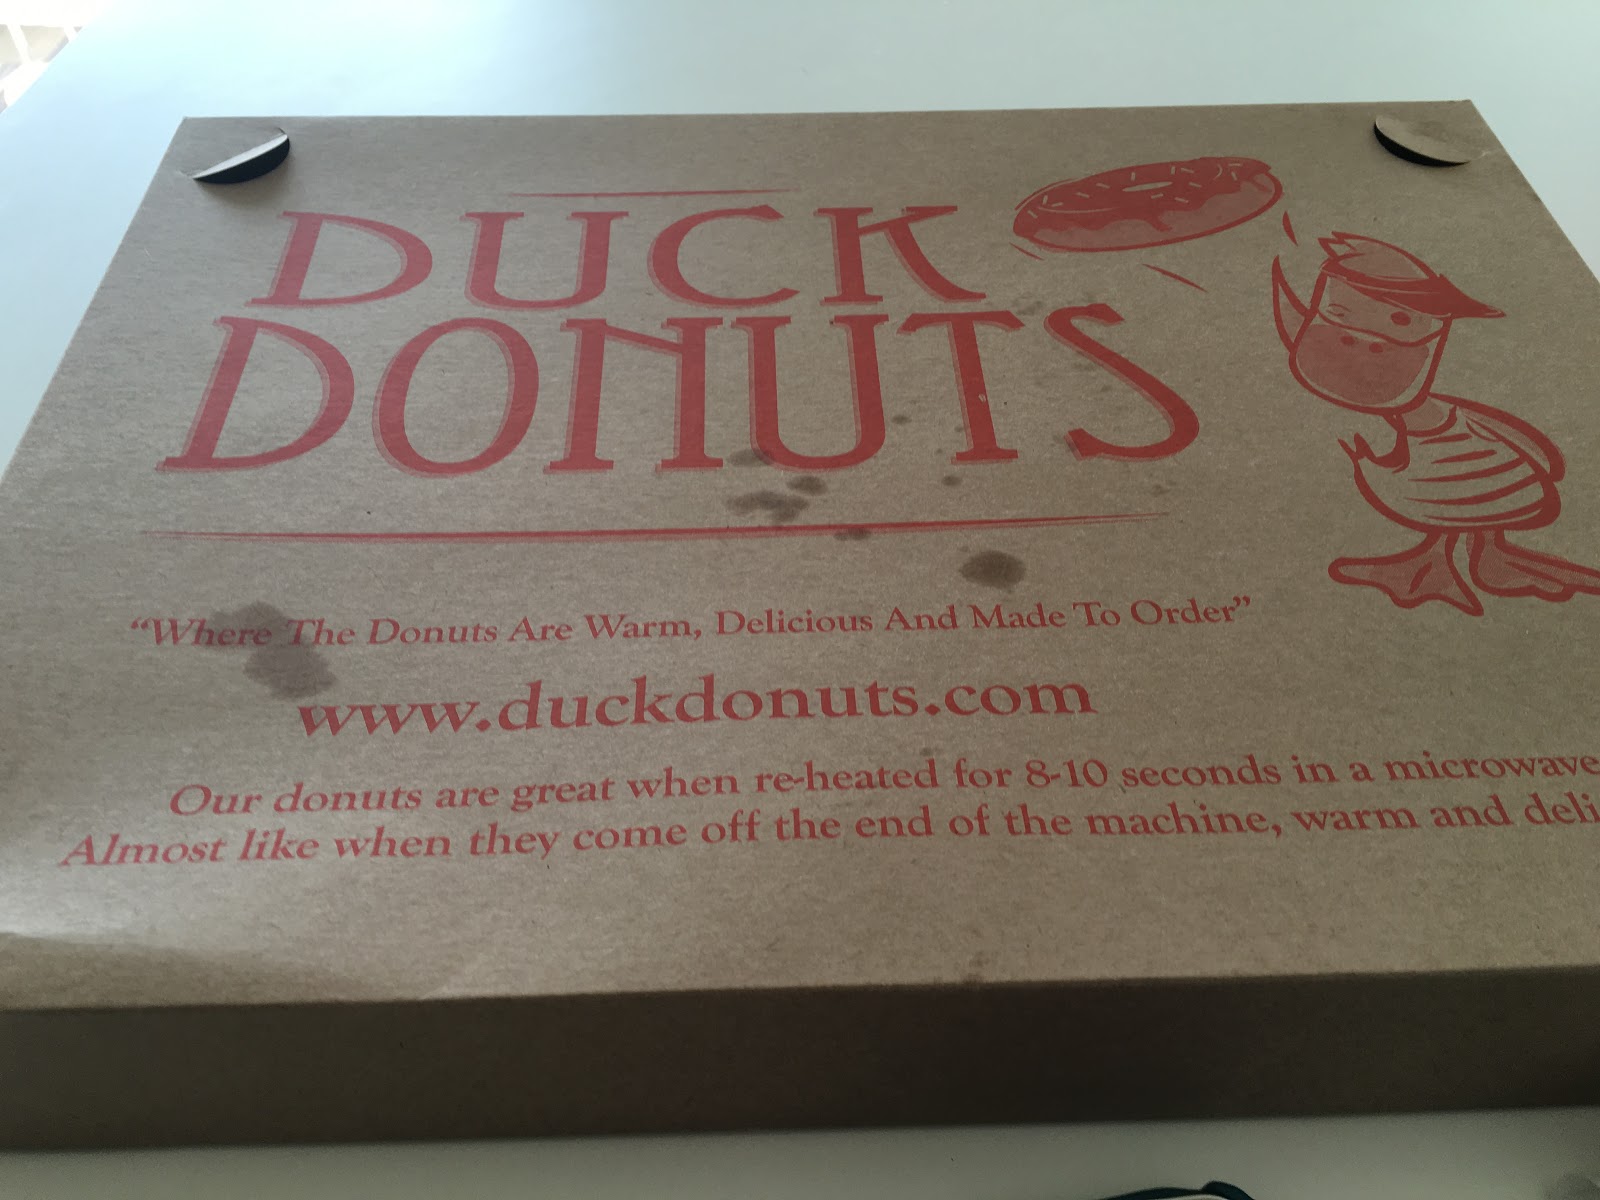 DUCK
DONUTS
“Where The Donuts Are Warm, Delicious And Made To Order”
www.duckdonuts.com
Our donuts are great when re-heated for 8-10 seconds in a microwave
Almost like when they come off the end of the machine, warm and deli